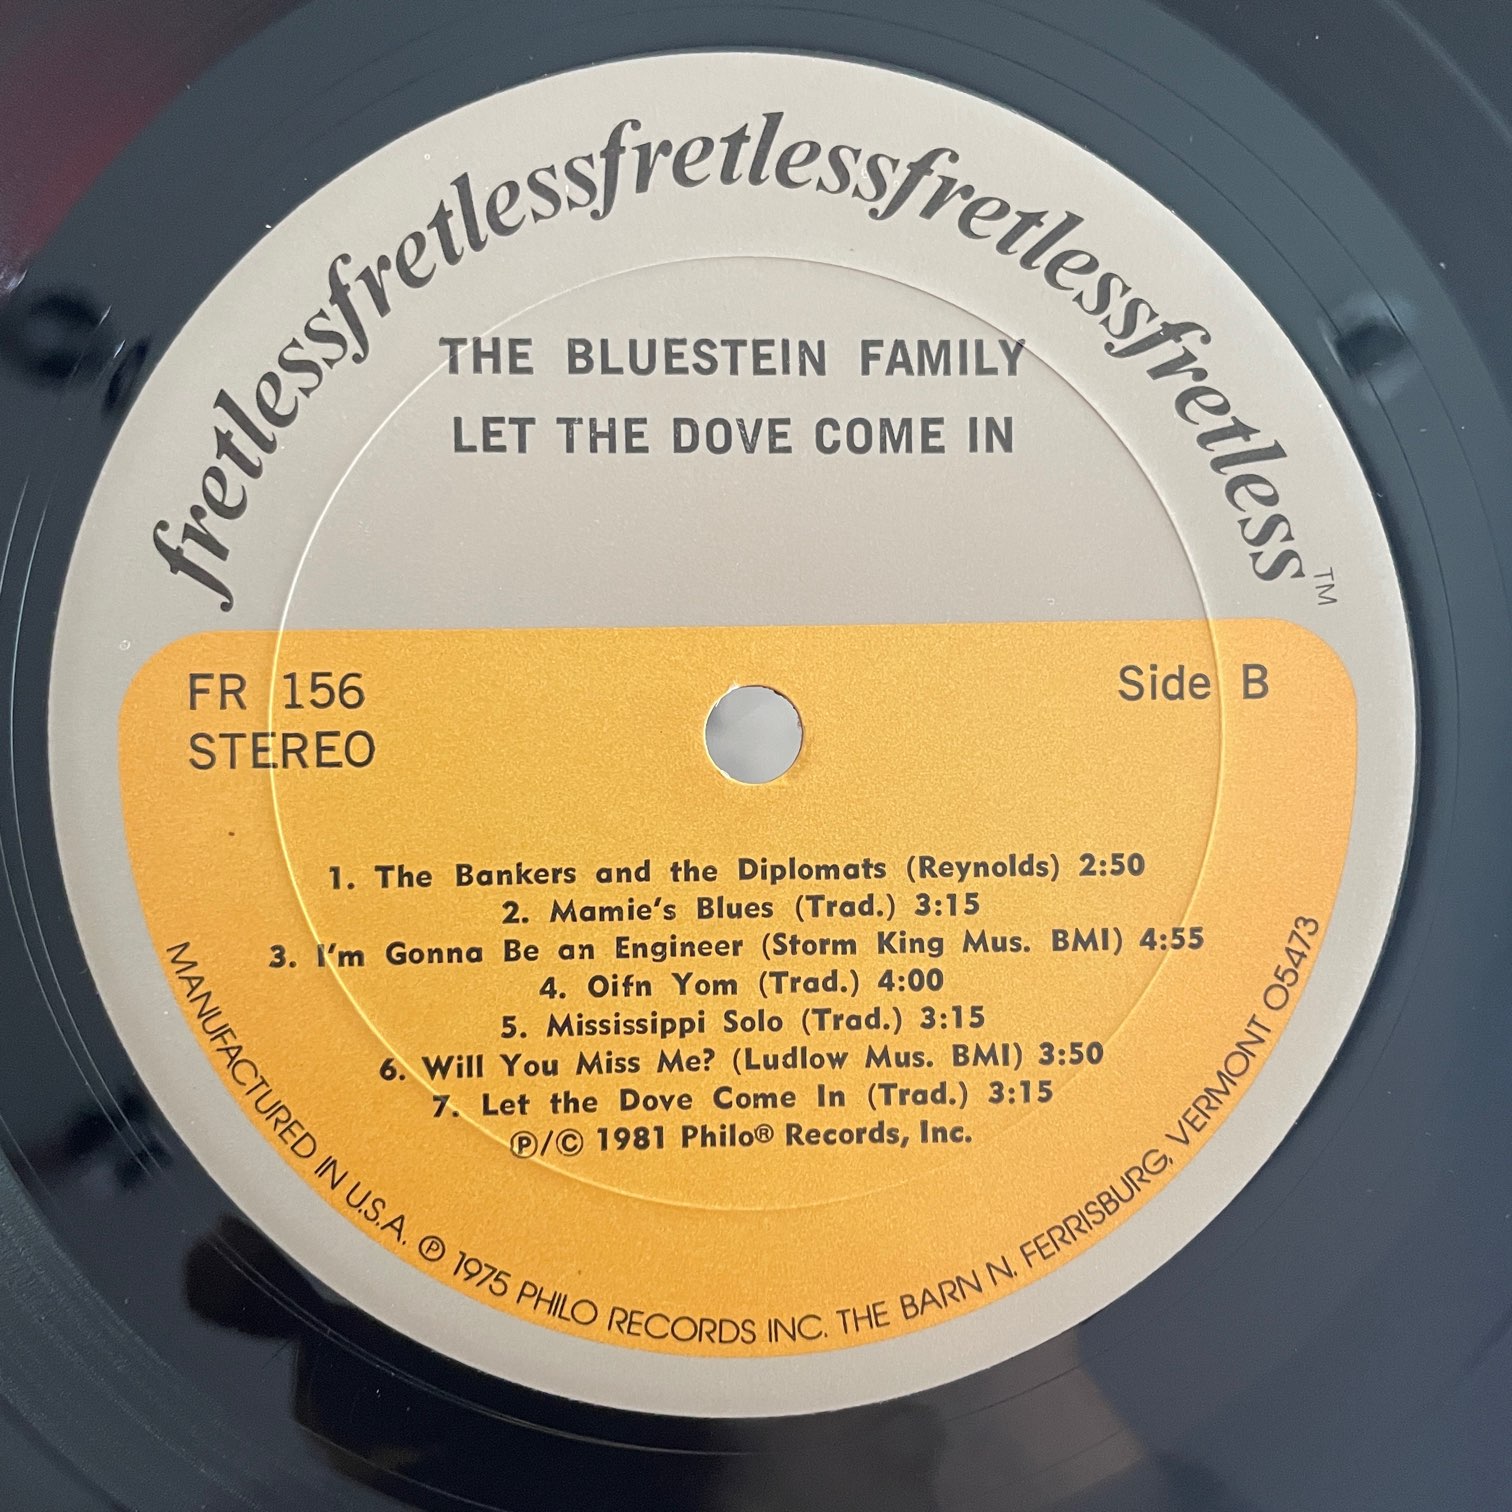 fretlessfretlessfretlessfretlessfretless™
THE BLUESTEIN FAMILY
LET THE DOVE COME IN
FR 156
STEREO
Side B
1. The Bankers and the Diplomats (Reynolds) 2:50
2. Mamie's Blues (Trad.) 3:15
3. I'm Gonna Be an Engineer (Storm King Mus. BMI) 4:55
4. Oifn Yom (Trad.) 4:00
5. Mississippi Solo (Trad.) 3:15
6. Will You Miss Me? (Ludlow Mus. BMI) 3:50
7. Let the Dove Come In (Trad.) 3:15
℗/© 1981 Philo® Records, Inc.
MANUFACTURED IN U.S.A. ℗ 1975 PHILO RECORDS INC. THE BARN N. FERRISBURG, VERMONT 05473